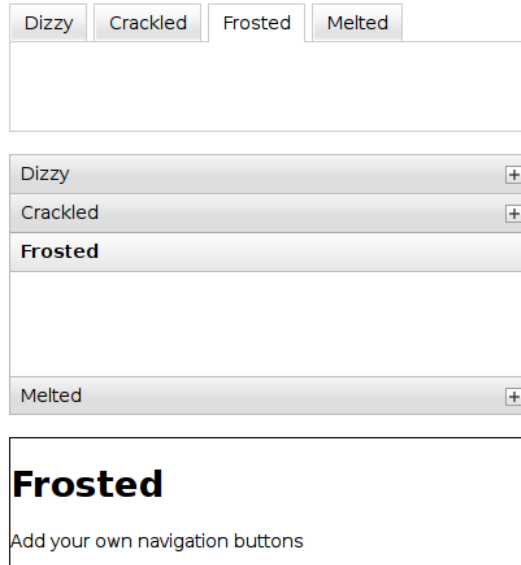 Dizzy Crackled Frosted Melted
Dizzy
Crackled
Frosted
Melted
Frosted
Add your own navigation buttons